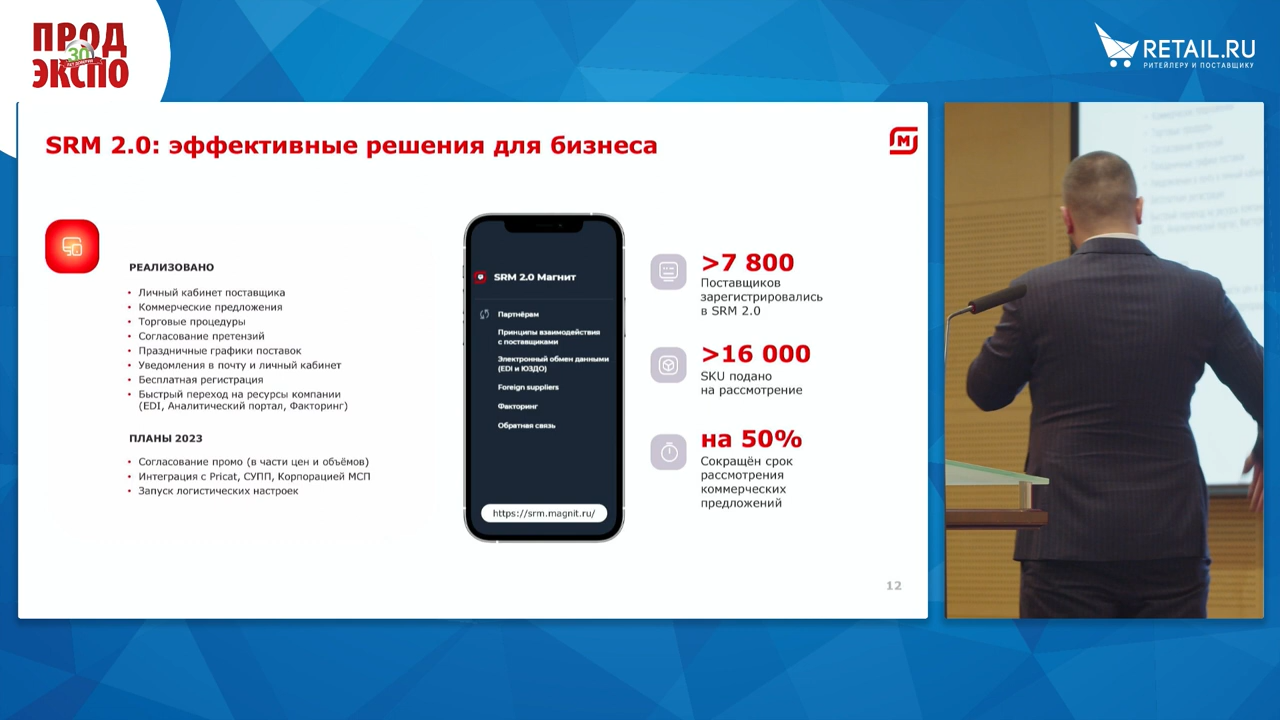 ПРОД
30
ЛЕТ ДОВЕРИЯ
ЭКСПО
RETAIL.RU
РИТЕЙЛЕРУ И ПОСТАВЩИКУ
SRM 2.0: эффективные решения для бизнеса
М
РЕАЛИЗОВАНО
• Личный кабинет поставщика
• Коммерческие предложения
• Торговые процедуры
• Согласование претензий
• Праздничные графики поставок
• Уведомления в почту и личный кабинет
• Бесплатная регистрация
• Быстрый переход на ресурсы компании
(EDI, Аналитический портал, Факторинг)
ПЛАНЫ 2023
• Согласование промо (в части цен и объёмов)
• Интеграция с Pricat, СУПП, Корпорацией МСП
• Запуск логистических настроек
SRM 2.0 Магнит
Партнёрам
Принципы взаимодействия
с поставщиками
Электронный обмен данными
(EDI и ЮЗДО)
Foreign suppliers
Факторинг
Обратная связь
https://srm.magnit.ru/
>7 800
Поставщиков
зарегистрировались
в SRM 2.0
>16 000
SKU подано
на рассмотрение
на 50%
Сокращён срок
рассмотрения
коммерческих
предложений
12